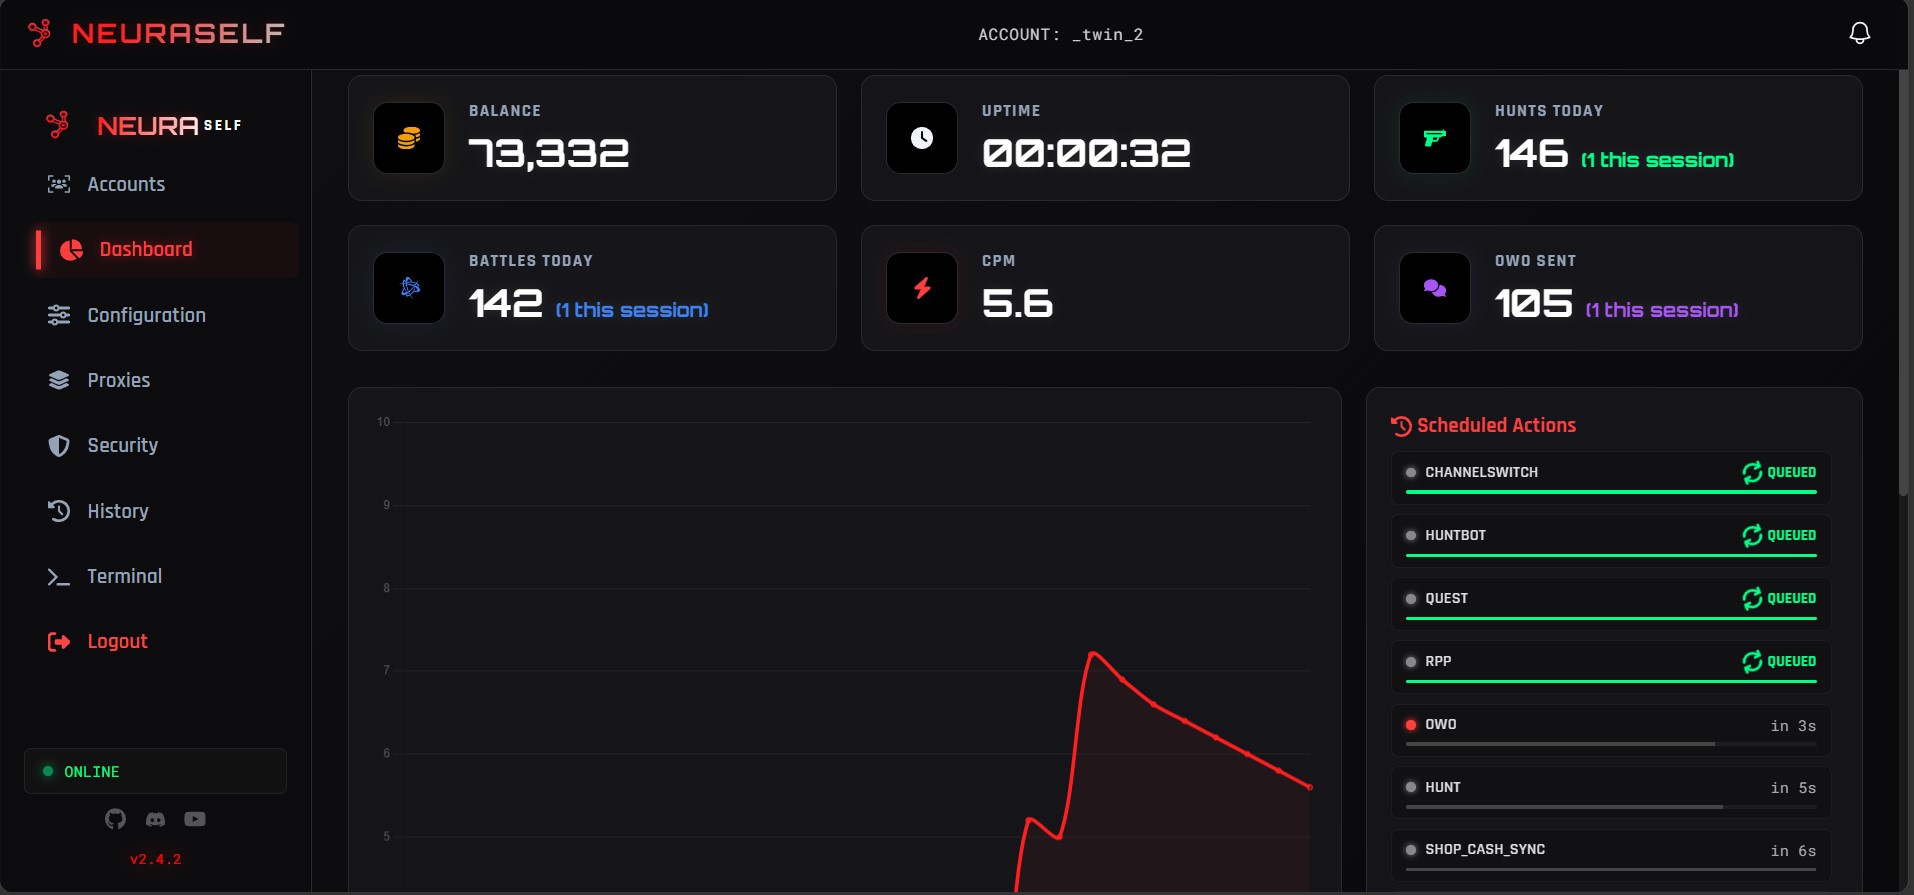 NEURASELF
ACCOUNT: _twin_2
NEURA SELF
Accounts
Dashboard
Configuration
Proxies
Security
History
Terminal
Logout
ONLINE
v2.4.2
BALANCE
73,332
UPTIME
00:00:32
HUNTS TODAY
146 (1 this session)
BATTLES TODAY
142 (1 this session)
CPM
5.6
OWO SENT
105 (1 this session)
10
9
8
7
6
5
Scheduled Actions
CHANNELSWITCH QUEUED
HUNTBOT QUEUED
QUEST QUEUED
RPP QUEUED
OWO in 3s
HUNT in 5s
SHOP_CASH_SYNC in 6s